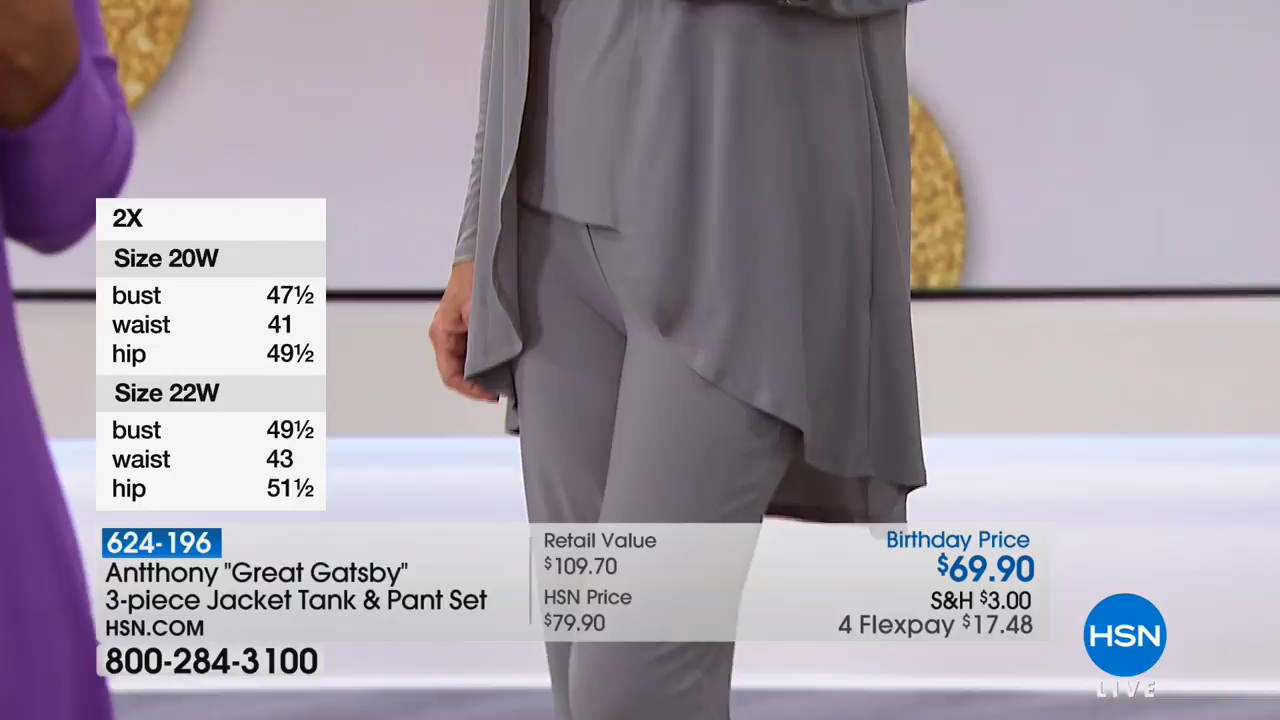 2X
Size 20W
bust 47½
waist 41
hip 49½
Size 22W
bust 49½
waist 43
hip 51½
624-196
Antthony "Great Gatsby"
3-piece Jacket Tank & Pant Set
HSN.COM
800-284-3100
Retail Value
$109.70
HSN Price
$79.90
Birthday Price
$69.90
S&H $3.00
4 Flexpay $17.48
HSN
LIVE